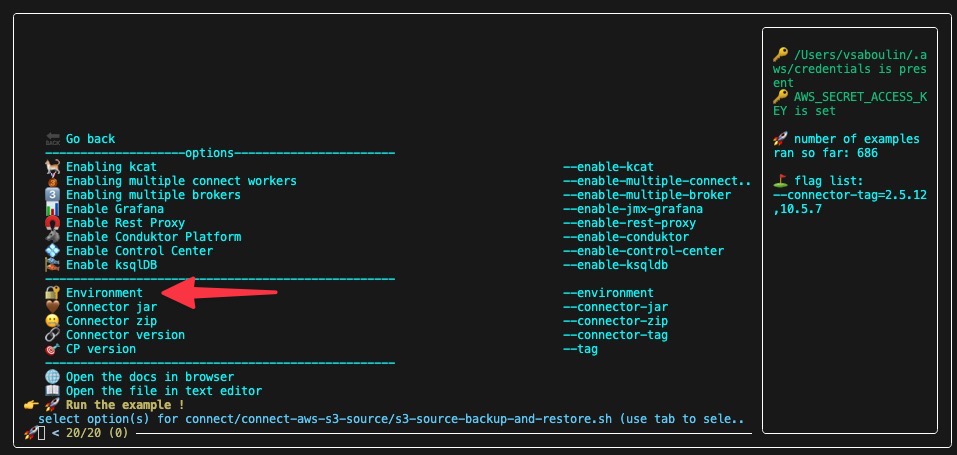 Go back
--------------------options-----------------------
Enabling kcat --enable-kcat
Enabling multiple connect workers --enable-multiple-connect..
Enabling multiple brokers --enable-multiple-broker
Enable Grafana --enable-jmx-grafana
Enable Rest Proxy --enable-rest-proxy
Enable Conduktor Platform --enable-conduktor
Enable Control Center --enable-control-center
Enable ksqlDB --enable-ksqldb
--------------------------------------------------
Environment --environment
Connector jar --connector-jar
Connector zip --connector-zip
Connector version --connector-tag
CP version --tag
--------------------------------------------------
Open the docs in browser
Open the file in text editor
Run the example !
select option(s) for connect/connect-aws-s3-source/s3-source-backup-and-restore.sh (use tab to sele..
< 20/20 (0)
/Users/vsaboulin/.a
ws/credentials is pres
ent
AWS_SECRET_ACCESS_K
EY is set
number of examples
ran so far: 686
flag list:
--connector-tag=2.5.12
,10.5.7